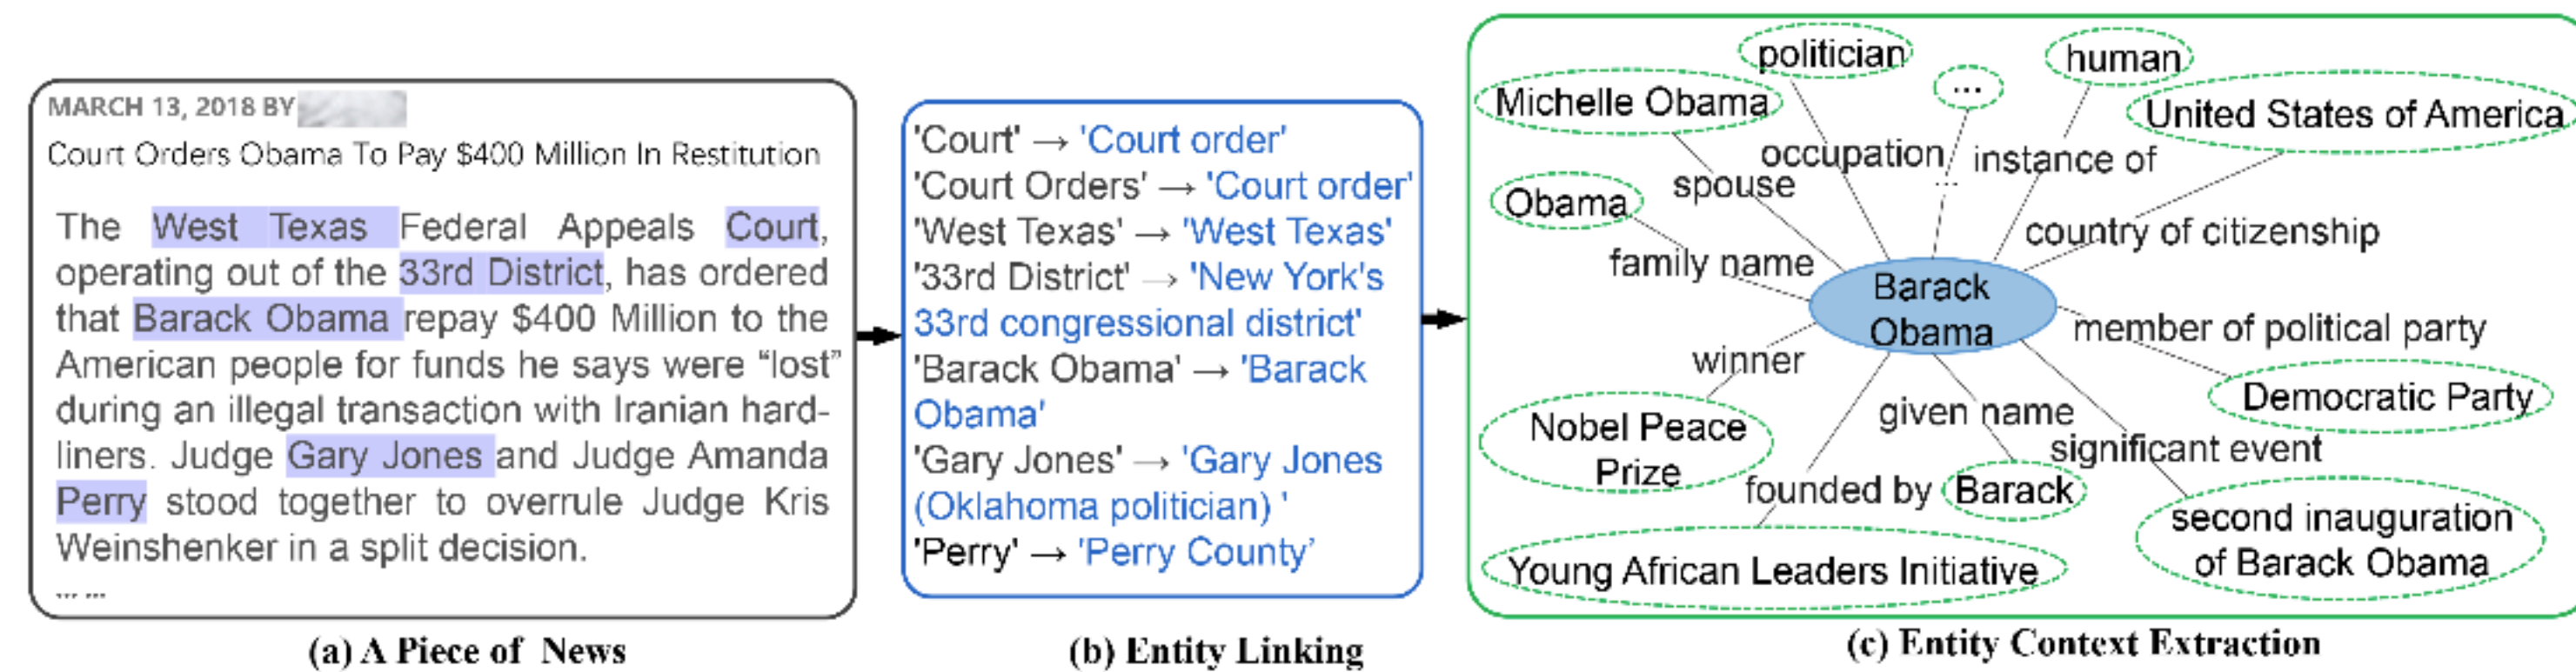 MARCH 13, 2018 BY
Court Orders Obama To Pay $400 Million In Restitution
The West Texas Federal Appeals Court,
operating out of the 33rd District, has ordered
that Barack Obama repay $400 Million to the
American people for funds he says were “lost”
during an illegal transaction with Iranian hard-
liners. Judge Gary Jones and Judge Amanda
Perry stood together to overrule Judge Kris
Weinshenker in a split decision.
... ...
(a) A Piece of News
'Court' → 'Court order'
'Court Orders' → 'Court order'
'West Texas' → 'West Texas'
'33rd District' → 'New York's
33rd congressional district'
'Barack Obama' → 'Barack
Obama'
'Gary Jones' → 'Gary Jones
(Oklahoma politician) '
'Perry' → 'Perry County’
(b) Entity Linking
politician
...
human
Michelle Obama
United States of America
occupation
...
instance of
spouse
Obama
country of citizenship
family name
Barack
Obama
member of political party
winner
Democratic Party
given name
Nobel Peace
Prize
significant event
founded by
Barack
second inauguration
of Barack Obama
Young African Leaders Initiative
(c) Entity Context Extraction